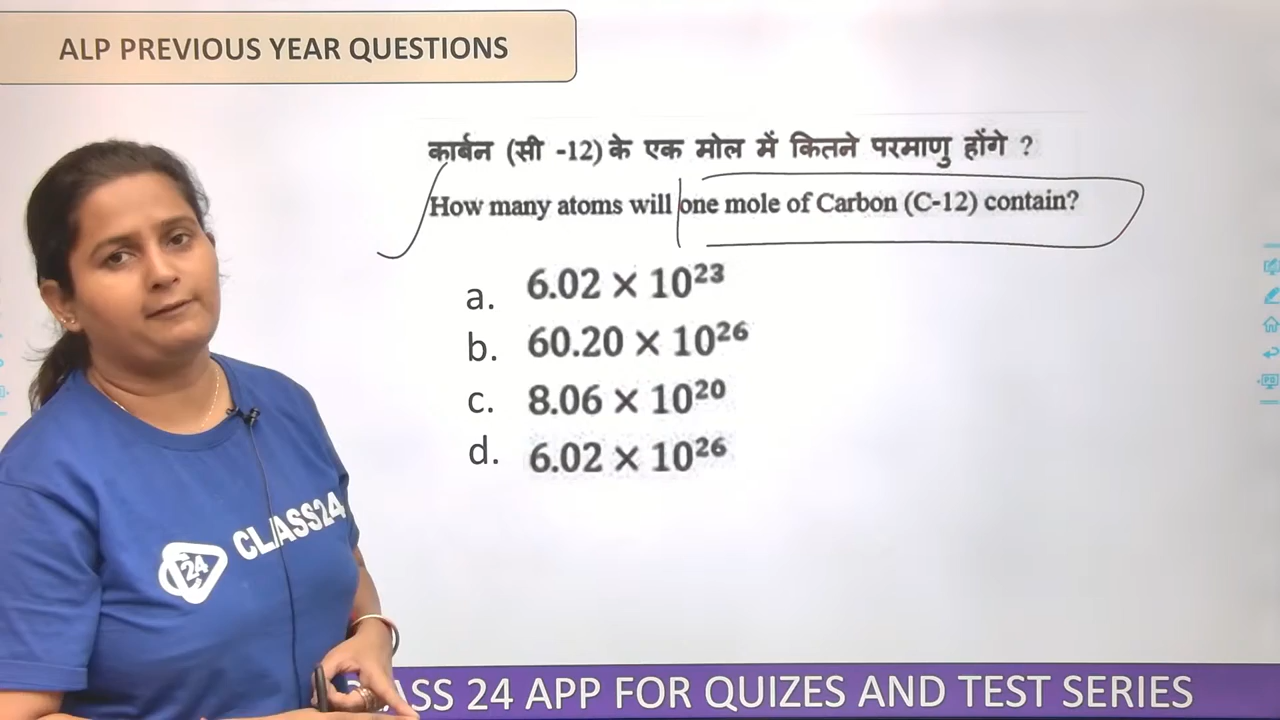 ALP PREVIOUS YEAR QUESTIONS
कार्बन (सी -12) के एक मोल में कितने परमाणु होंगे ?
How many atoms will one mole of Carbon (C-12) contain?
a. 6.02 × 10²³
b. 60.20 × 10²⁶
c. 8.06 × 10²⁰
d. 6.02 × 10²⁶
24 CLASS24
ASS 24 APP FOR QUIZES AND TEST SERIES